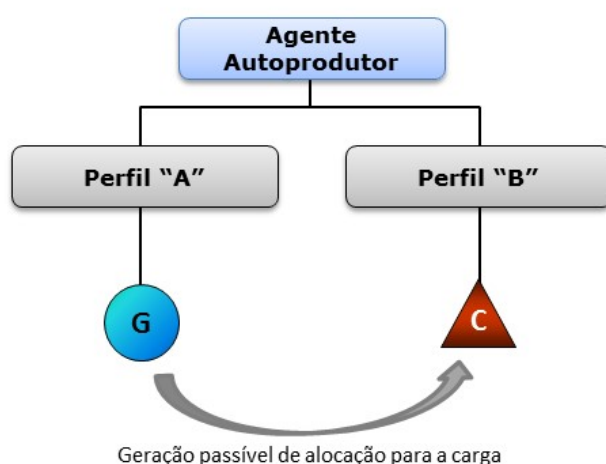 Agente
Autoprodutor
Perfil “A”
Perfil “B”
G
C
Geração passível de alocação para a carga